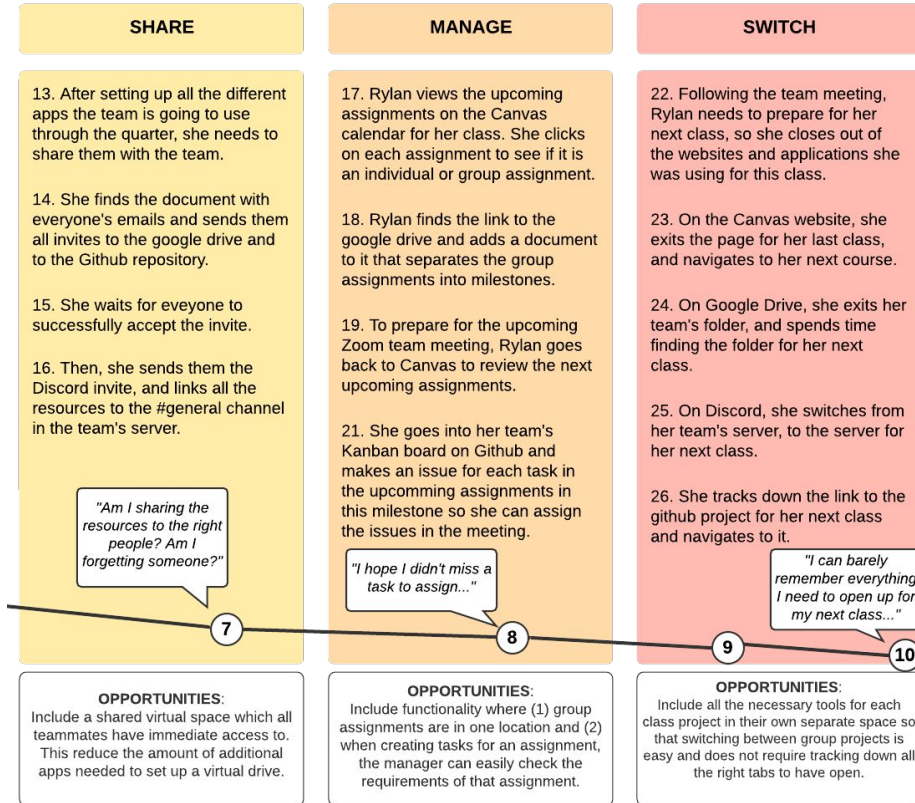 SHARE
13. After setting up all the different
apps the team is going to use
through the quarter, she needs to
share them with the team.
14. She finds the document with
everyone's emails and sends them
all invites to the google drive and
to the Github repository.
15. She waits for eveyone to
successfully accept the invite.
16. Then, she sends them the
Discord invite, and links all the
resources to the #general channel
in the team's server.
"Am I sharing the
resources to the right
people? Am I
forgetting someone?"
7
OPPORTUNITIES:
Include a shared virtual space which all
teammates have immediate access to.
This reduce the amount of additional
apps needed to set up a virtual drive.
MANAGE
17. Rylan views the upcoming
assignments on the Canvas
calendar for her class. She clicks
on each assignment to see if it is
an individual or group assignment.
18. Rylan finds the link to the
google drive and adds a document
to it that separates the group
assignments into milestones.
19. To prepare for the upcoming
Zoom team meeting, Rylan goes
back to Canvas to review the next
upcoming assignments.
21. She goes into her team's
Kanban board on Github and
makes an issue for each task in
the upcomming assignments in
this milestone so she can assign
the issues in the meeting.
"I hope I didn't miss a
task to assign..."
8
OPPORTUNITIES:
Include functionality where (1) group
assignments are in one location and (2)
when creating tasks for an assignment,
the manager can easily check the
requirements of that assignment.
SWITCH
22. Following the team meeting,
Rylan needs to prepare for her
next class, so she closes out of
the websites and applications she
was using for this class.
23. On the Canvas website, she
exits the page for her last class,
and navigates to her next course.
24. On Google Drive, she exits her
team's folder, and spends time
finding the folder for her next
class.
25. On Discord, she switches from
her team's server, to the server for
her next class.
26. She tracks down the link to the
github project for her next class
and navigates to it.
"I can barely
remember everything
I need to open up for
my next class..."
9
10
OPPORTUNITIES:
Include all the necessary tools for each
class project in their own separate space so
that switching between group projects is
easy and does not require tracking down all
the right tabs to have open.